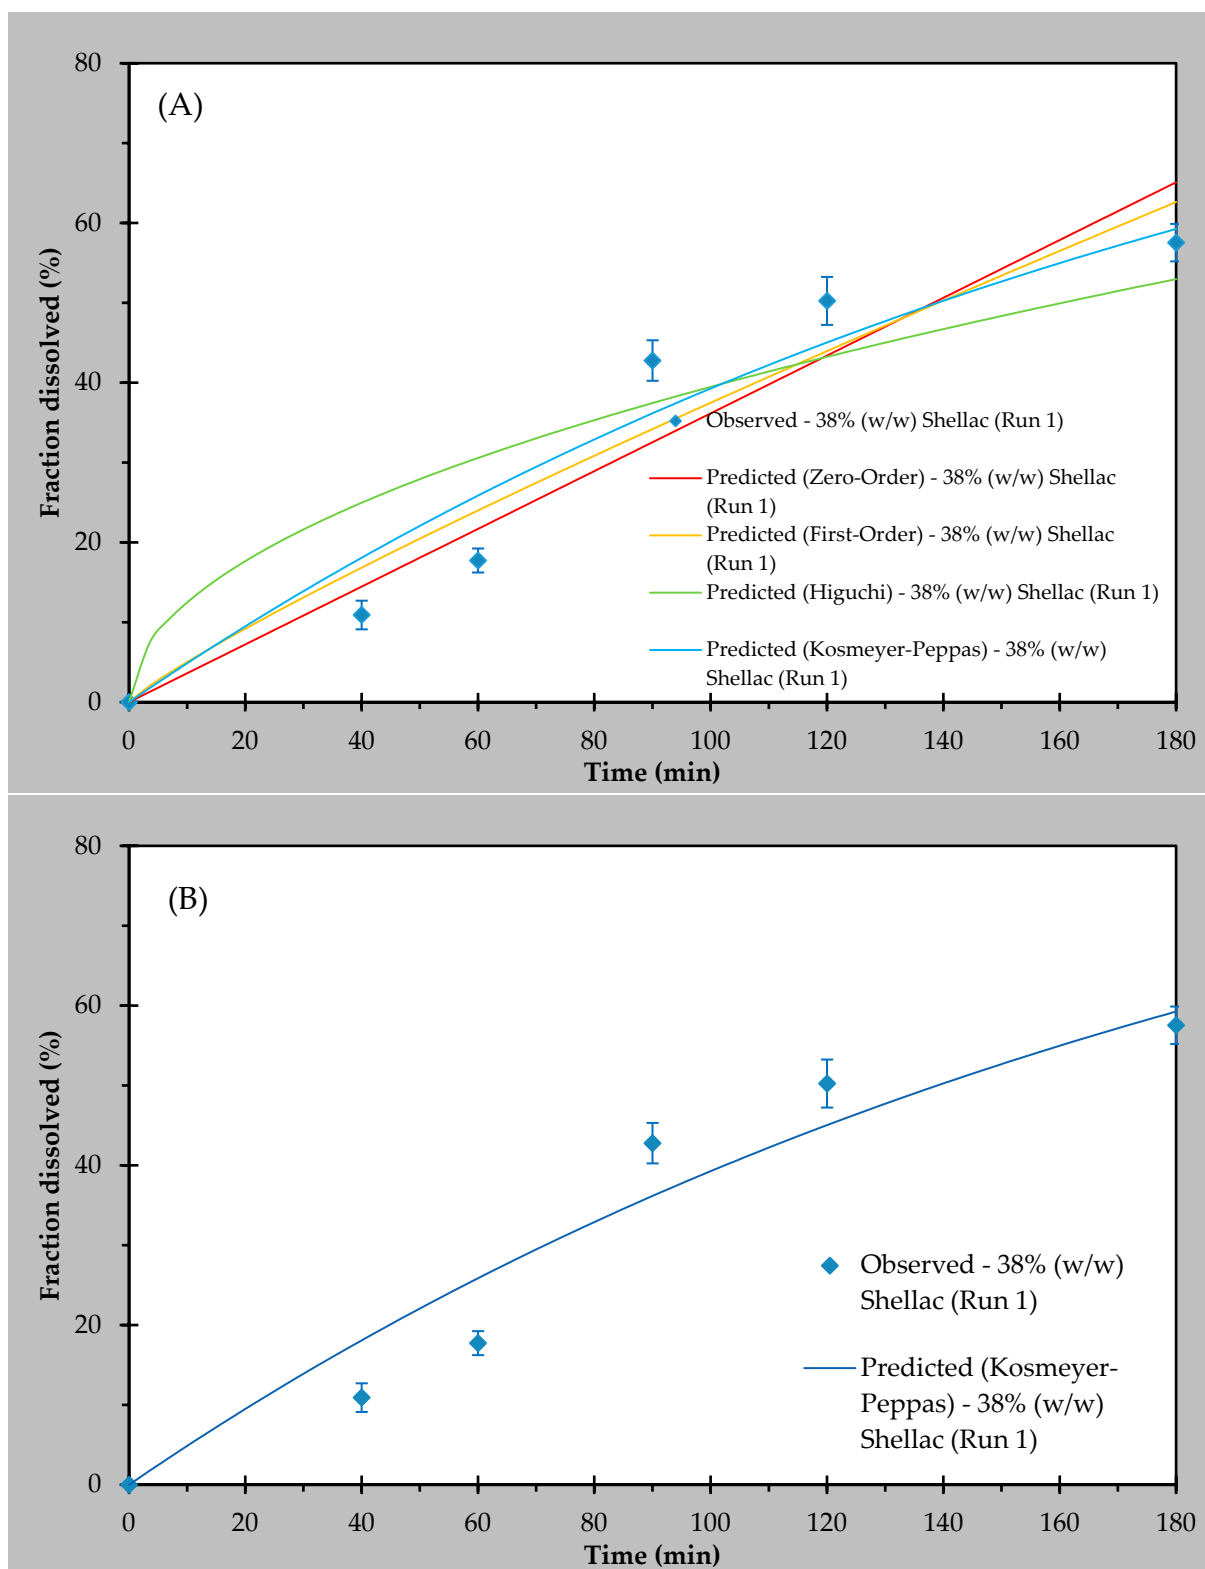 (A)
Fraction dissolved (%)
80
60
40
20
0
Observed - 38% (w/w) Shellac (Run 1)
Predicted (Zero-Order) - 38% (w/w) Shellac
(Run 1)
Predicted (First-Order) - 38% (w/w) Shellac
(Run 1)
Predicted (Higuchi) - 38% (w/w) Shellac (Run 1)
Predicted (Kosmeyer-Peppas) - 38% (w/w)
Shellac (Run 1)
0 20 40 60 80 100 120 140 160 180
Time (min)
(B)
Fraction dissolved (%)
80
60
40
20
0
Observed - 38% (w/w)
Shellac (Run 1)
Predicted (Kosmeyer-
Peppas) - 38% (w/w)
Shellac (Run 1)
0 20 40 60 80 100 120 140 160 180
Time (min)